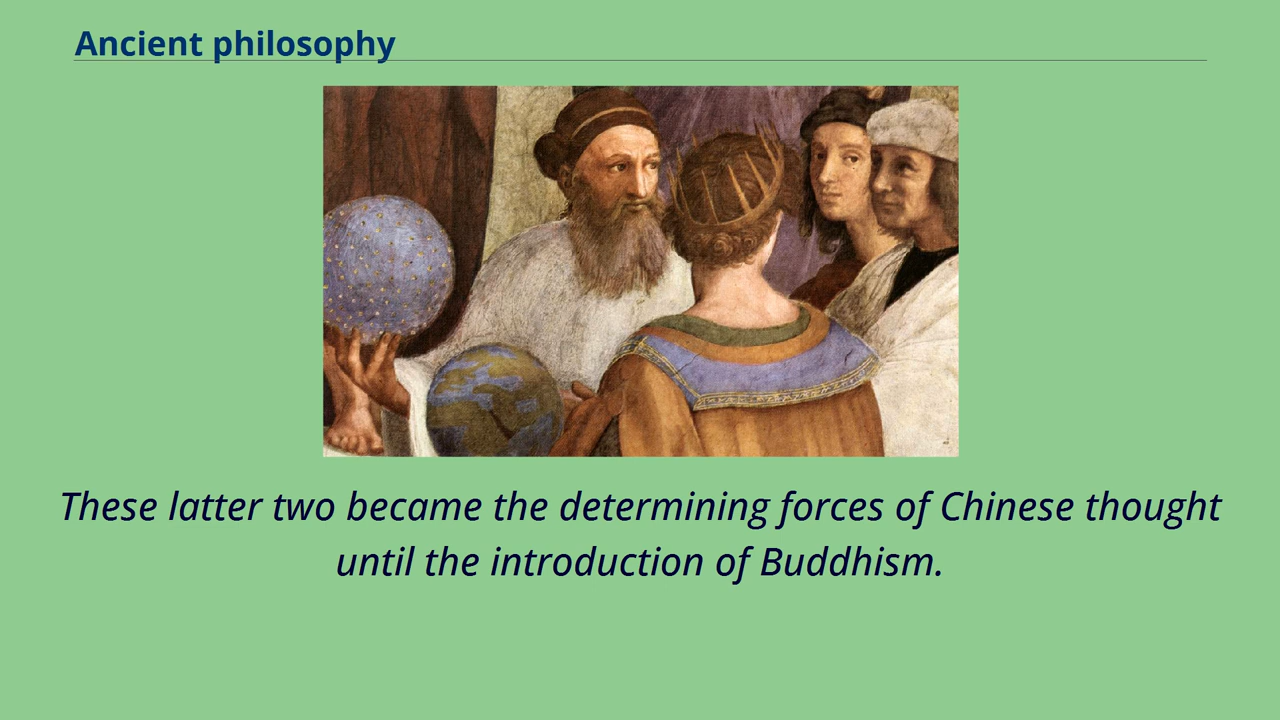 Ancient philosophy
These latter two became the determining forces of Chinese thought
until the introduction of Buddhism.